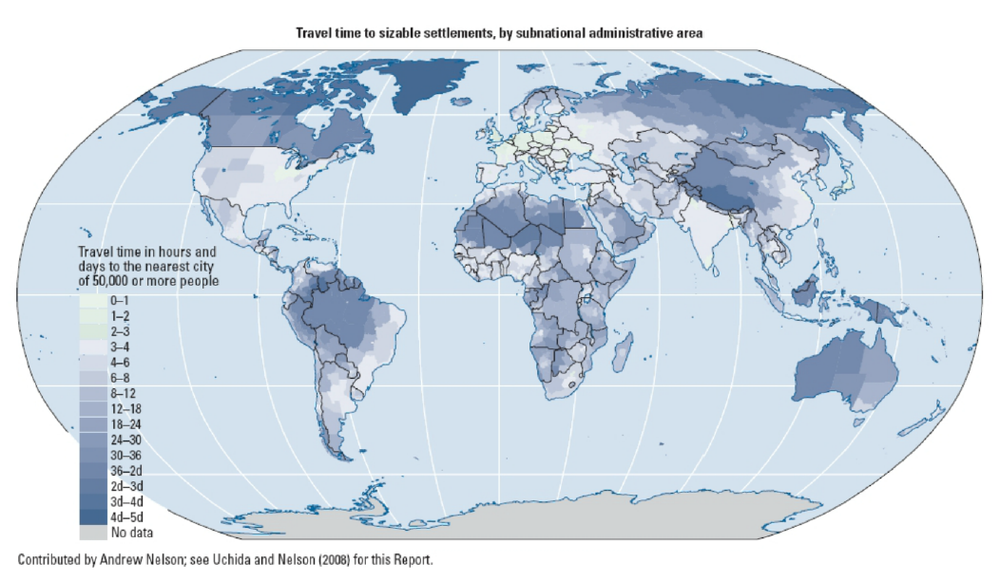 Travel time to sizable settlements, by subnational administrative area
Travel time in hours and
days to the nearest city
of 50,000 or more people
0–1
1–2
2–3
3–4
4–6
6–8
8–12
12–18
18–24
24–30
30–36
36–2d
2d–3d
3d–4d
4d–5d
No data
Contributed by Andrew Nelson; see Uchida and Nelson (2008) for this Report.